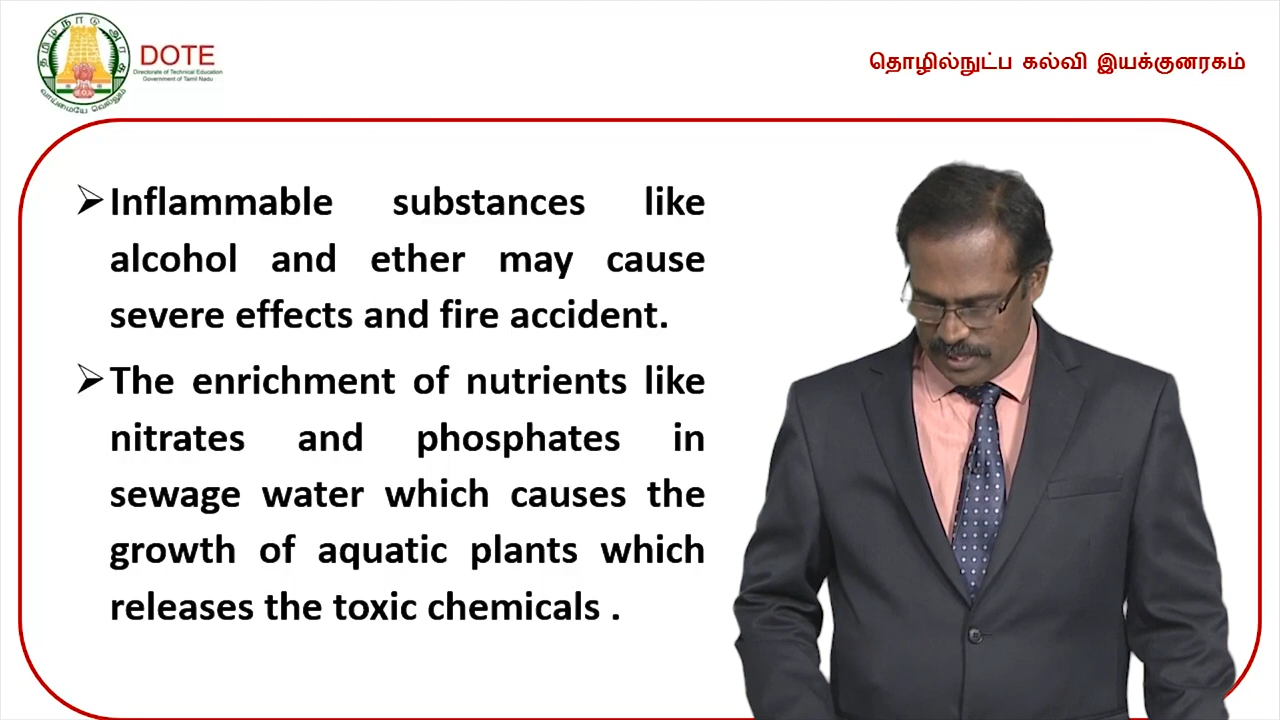 தமிழ்நாடு அரசு
வாய்மையே வெல்லும்
DOTE
Directorate of Technical Education
Government of Tamil Nadu
தொழில்நுட்ப கல்வி இயக்குனரகம்
➢Inflammable substances like
alcohol and ether may cause
severe effects and fire accident.
➢The enrichment of nutrients like
nitrates and phosphates in
sewage water which causes the
growth of aquatic plants which
releases the toxic chemicals .